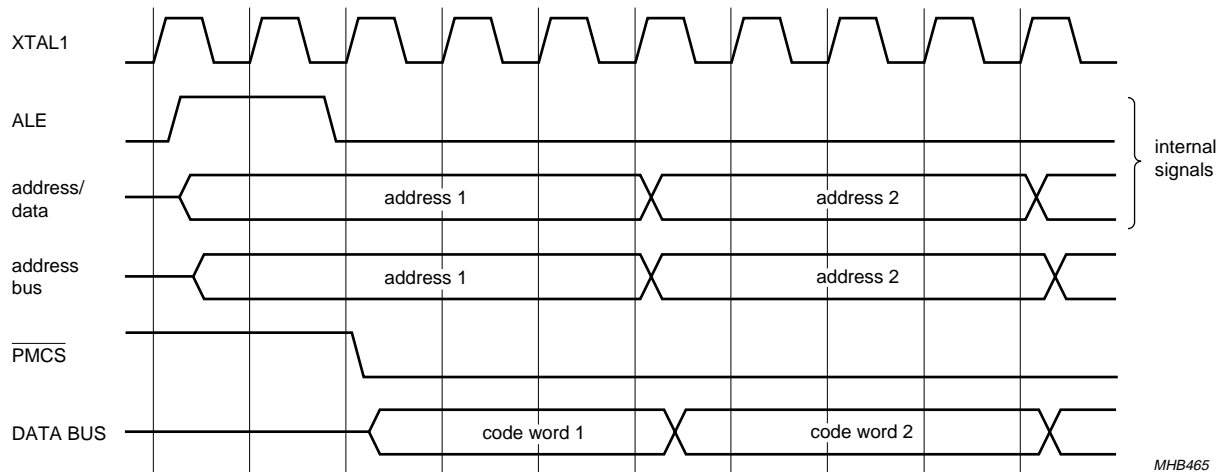 XTAL1
ALE
internal
signals
address/
data
address 1
address 2
address
bus
address 1
address 2
PMCS
DATA BUS
code word 1
code word 2
MHB465